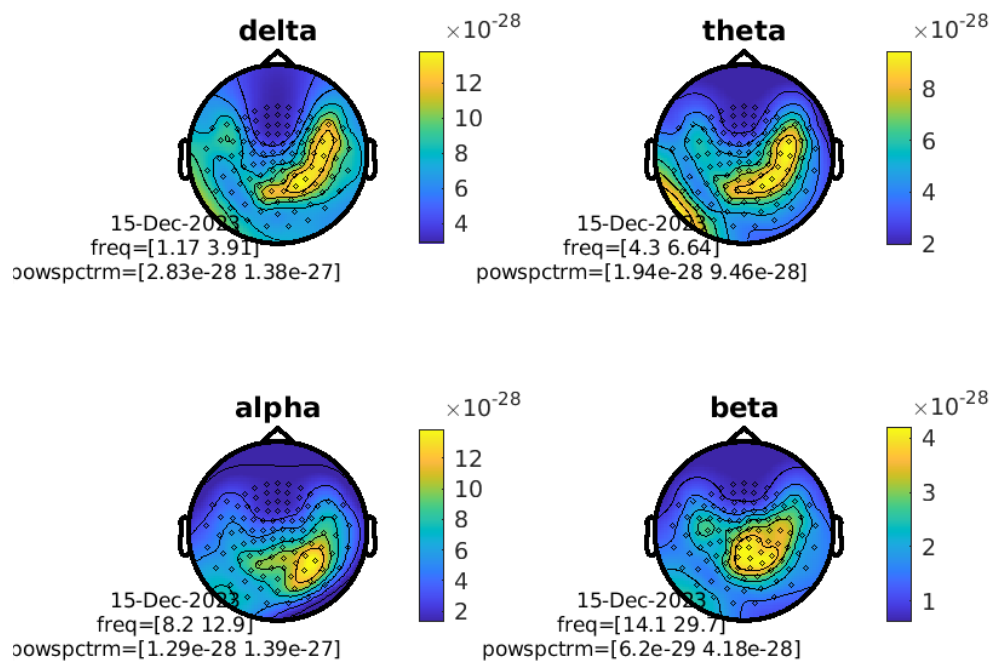 delta
×10-28
12
10
8
6
4
15-Dec-2023
freq=[1.17 3.91]
powspctrm=[2.83e-28 1.38e-27]
theta
×10-28
8
6
4
2
15-Dec-2023
freq=[4.3 6.64]
powspctrm=[1.94e-28 9.46e-28]
alpha
×10-28
12
10
8
6
4
2
15-Dec-2023
freq=[8.2 12.9]
powspctrm=[1.29e-28 1.39e-27]
beta
×10-28
4
3
2
1
15-Dec-2023
freq=[14.1 29.7]
powspctrm=[6.2e-29 4.18e-28]